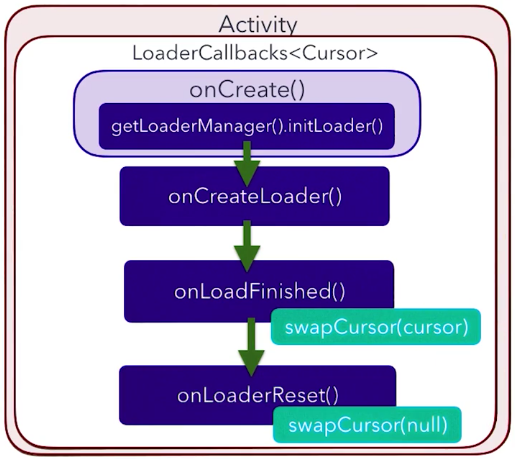 Activity
LoaderCallbacks<Cursor>
onCreate()
getLoaderManager().initLoader()
onCreateLoader()
onLoadFinished()
swapCursor(cursor)
onLoaderReset()
swapCursor(null)